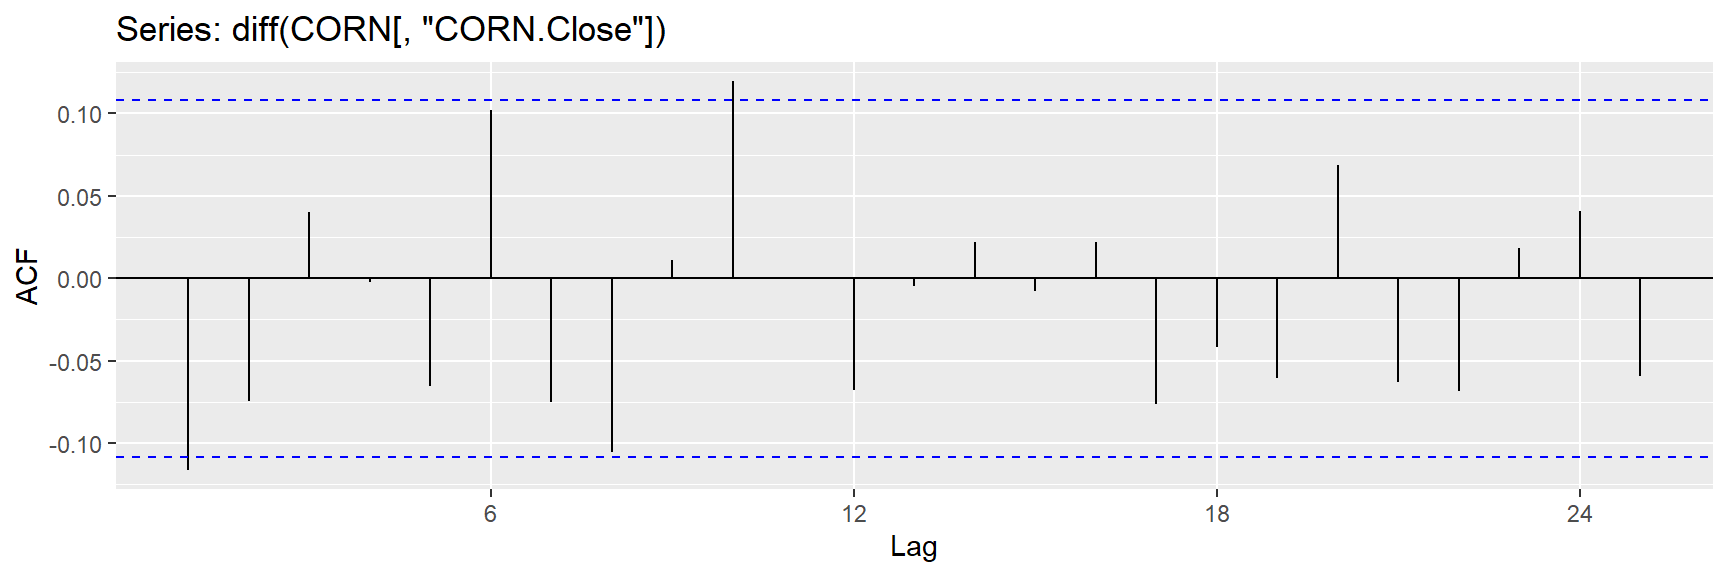 Series: diff(CORN[, "CORN.Close"])
0.10
0.05
0.00
-0.05
-0.10
ACF
6 12 18 24
Lag